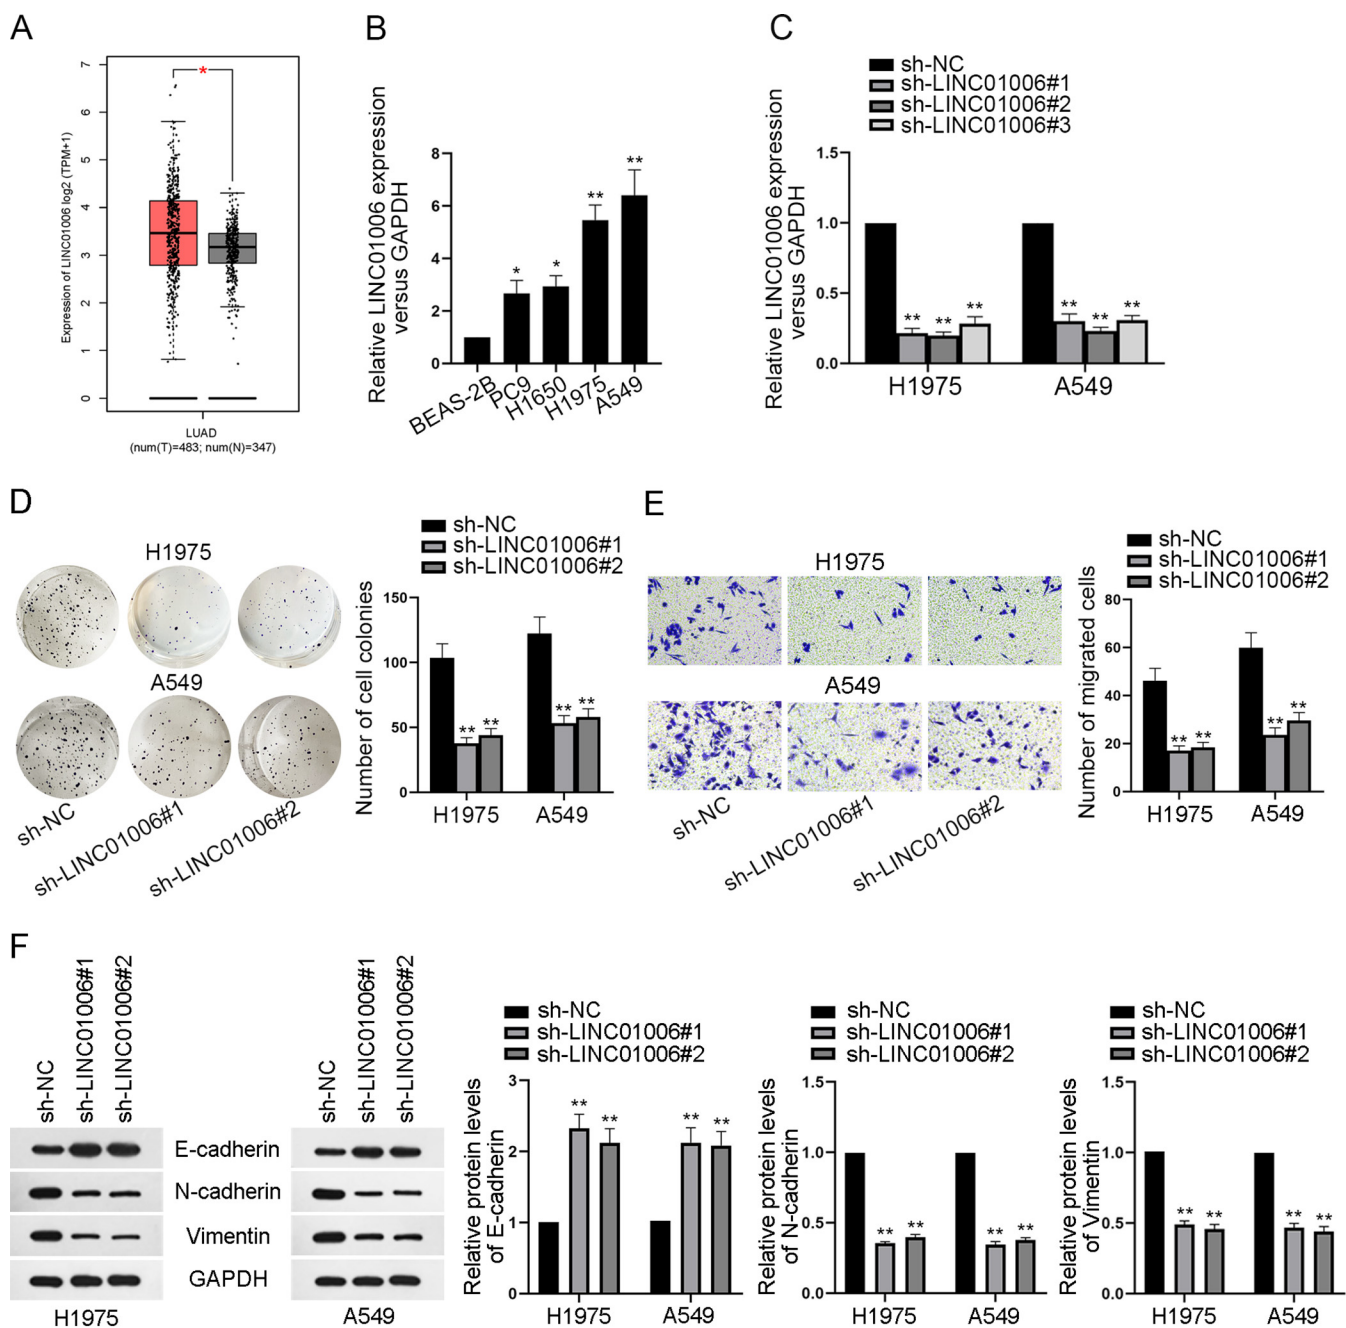 A
Expression of LINC01006 log2 (TPM+1)
7
6
5
4
3
2
1
0
*
LUAD
(num(T)=483; num(N)=347)
B
Relative LINC01006 expression
versus GAPDH
8
6
4
2
0
* * ** **
BEAS-2B
PC9
H1650
H1975
A549
C
sh-NC
sh-LINC01006#1
sh-LINC01006#2
sh-LINC01006#3
Relative LINC01006 expression
versus GAPDH
1.5
1.0
0.5
0.0
** ** ** ** ** **
H1975 A549
D
H1975
A549
sh-NC
sh-LINC01006#1
sh-LINC01006#2
sh-NC
sh-LINC01006#1
sh-LINC01006#2
Number of cell colonies
150
100
50
0
** ** ** **
H1975 A549
E
H1975
A549
sh-NC
sh-LINC01006#1
sh-LINC01006#2
sh-NC
sh-LINC01006#1
sh-LINC01006#2
Number of migrated cells
80
60
40
20
0
** ** ** **
H1975 A549
F
sh-NC
sh-LINC01006#1
sh-LINC01006#2
sh-NC
sh-LINC01006#1
sh-LINC01006#2
E-cadherin
N-cadherin
Vimentin
GAPDH
H1975 A549
sh-NC
sh-LINC01006#1
sh-LINC01006#2
Relative protein levels
of E-cadherin
3
2
1
0
** ** ** **
H1975 A549
sh-NC
sh-LINC01006#1
sh-LINC01006#2
Relative protein levels
of N-cadherin
1.5
1.0
0.5
0.0
** ** ** **
H1975 A549
sh-NC
sh-LINC01006#1
sh-LINC01006#2
Relative protein levels
of Vimentin
1.5
1.0
0.5
0.0
** ** ** **
H1975 A549